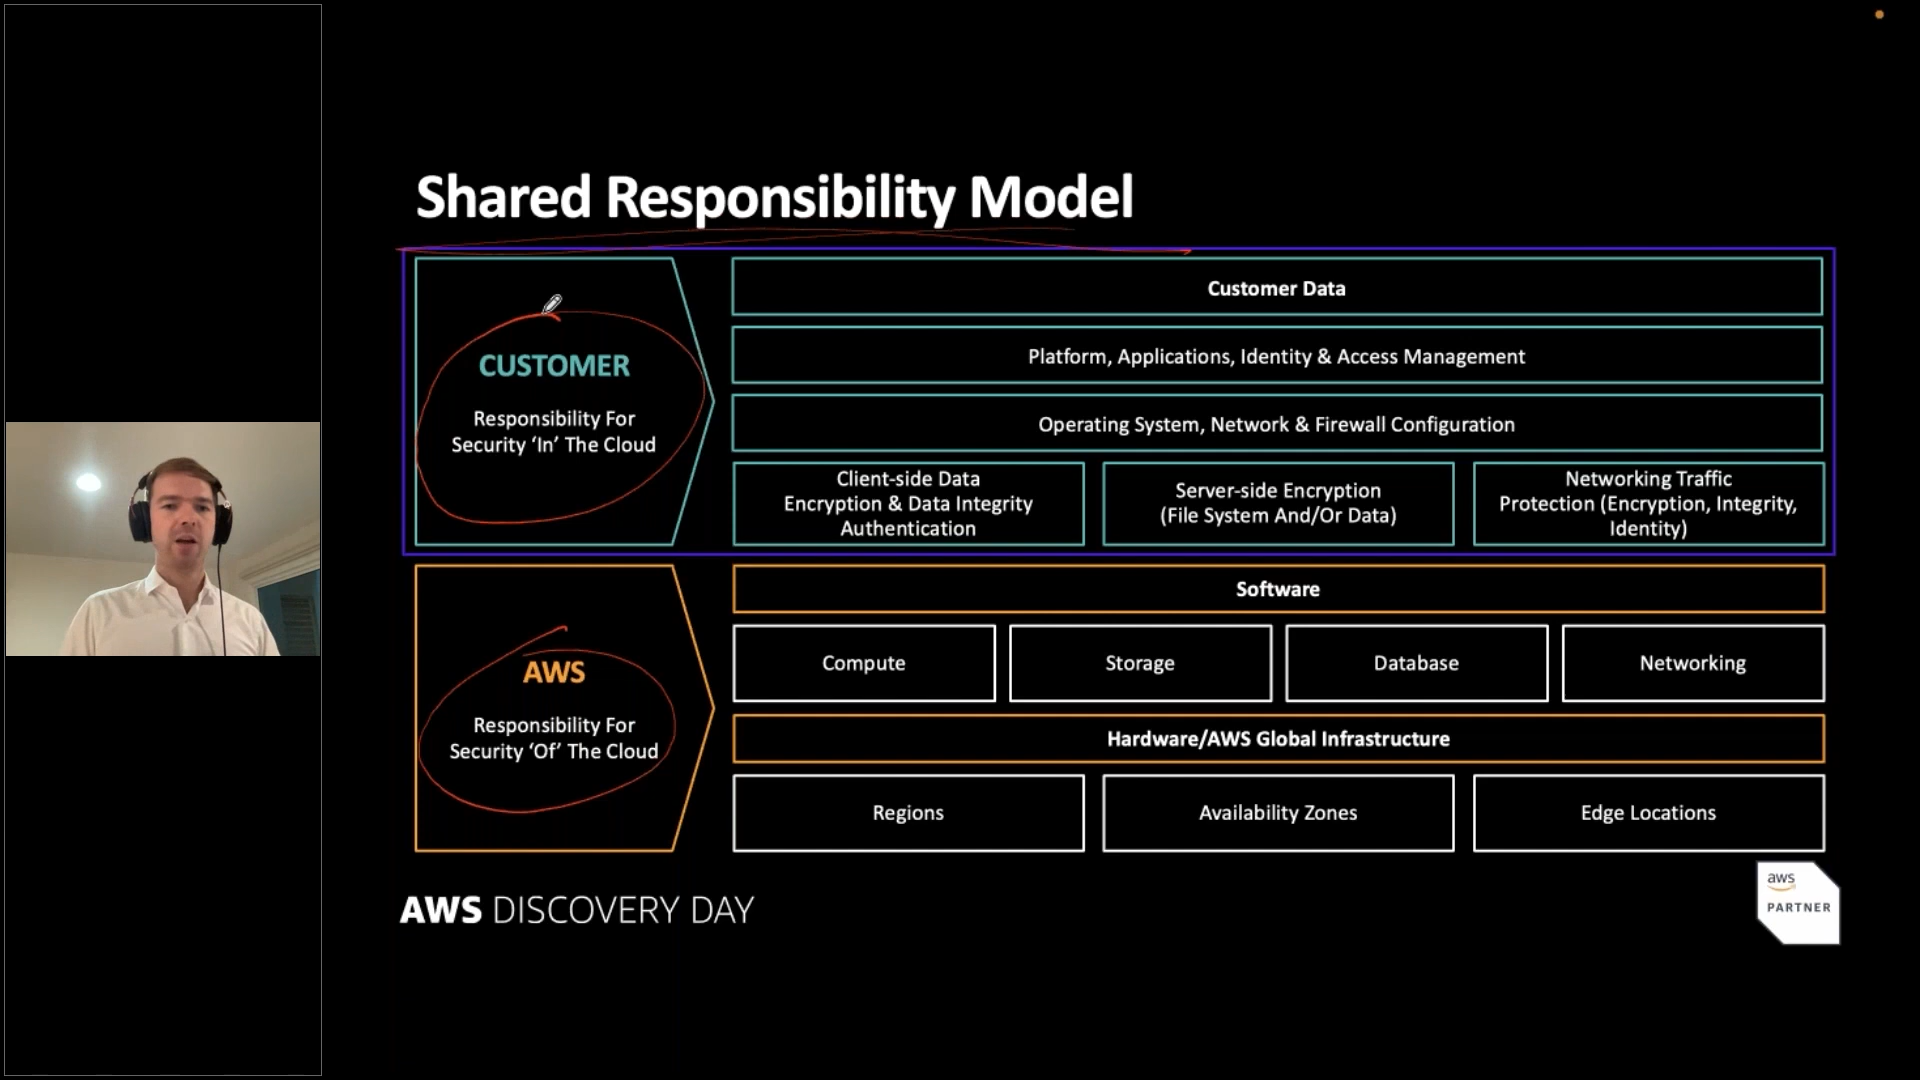 Shared Responsibility Model
CUSTOMER
Responsibility For
Security ‘In’ The Cloud
Customer Data
Platform, Applications, Identity & Access Management
Operating System, Network & Firewall Configuration
Client-side Data
Encryption & Data Integrity
Authentication
Server-side Encryption
(File System And/Or Data)
Networking Traffic
Protection (Encryption, Integrity,
Identity)
AWS
Responsibility For
Security ‘Of’ The Cloud
Software
Compute
Storage
Database
Networking
Hardware/AWS Global Infrastructure
Regions
Availability Zones
Edge Locations
AWS DISCOVERY DAY
aws
PARTNER